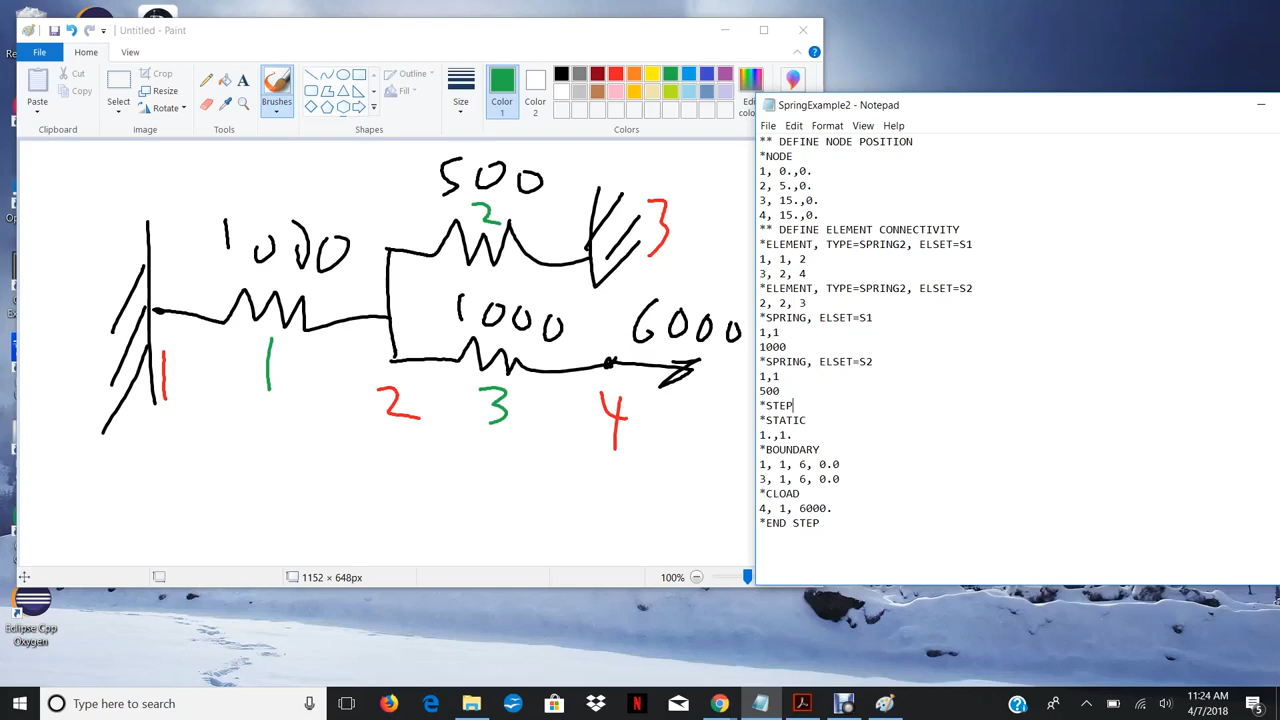 Untitled - Paint
File
Home
View
Paste
Cut
Copy
Clipboard
Select
Crop
Resize
Rotate
Image
Tools
Brushes
Shapes
Outline
Fill
Size
Color
1
Color
2
Edit
Colors
500
2
3
1000
1000
6000
1
1
2
3
4
1152 × 648px
100%
SpringExample2 - Notepad
File Edit Format View Help
** DEFINE NODE POSITION
*NODE
1, 0.,0.
2, 5.,0.
3, 15.,0.
4, 15.,0.
** DEFINE ELEMENT CONNECTIVITY
*ELEMENT, TYPE=SPRING2, ELSET=S1
1, 1, 2
3, 2, 4
*ELEMENT, TYPE=SPRING2, ELSET=S2
2, 2, 3
*SPRING, ELSET=S1
1,1
1000
*SPRING, ELSET=S2
1,1
500
*STEP
*STATIC
1.,1.
*BOUNDARY
1, 1, 6, 0.0
3, 1, 6, 0.0
*CLOAD
4, 1, 6000.
*END STEP
Eclipse Cpp
Oxygen
Type here to search
11:24 AM
4/7/2018
5